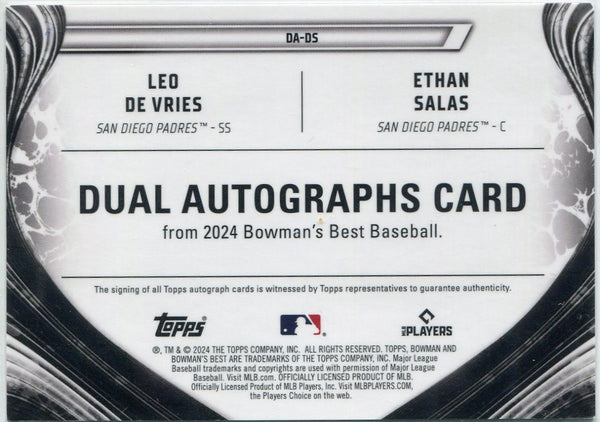 DA-DS
LEO
DE VRIES
SAN DIEGO PADRES™ - SS
ETHAN
SALAS
SAN DIEGO PADRES™ - C
DUAL AUTOGRAPHS CARD
from 2024 Bowman's Best Baseball.
The signing of all Topps autograph cards is witnessed by Topps representatives to guarantee authenticity.
Topps
MLB PLAYERS
®, TM & © 2024 THE TOPPS COMPANY, INC. ALL RIGHTS RESERVED. TOPPS, BOWMAN AND
BOWMAN'S BEST ARE TRADEMARKS OF THE TOPPS COMPANY, INC. Major League
Baseball trademarks and copyrights are used with permission of Major League
Baseball. Visit MLB.com. OFFICIALLY LICENSED PRODUCT OF MLB.
Officially Licensed Product of MLB Players, Inc. Visit MLBPLAYERS.COM,
the Players Choice on the web.